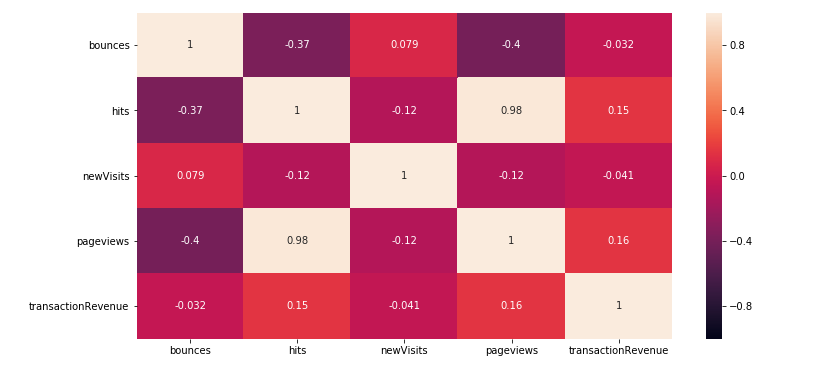 bounces 1 -0.37 0.079 -0.4 -0.032
hits -0.37 1 -0.12 0.98 0.15
newVisits 0.079 -0.12 1 -0.12 -0.041
pageviews -0.4 0.98 -0.12 1 0.16
transactionRevenue -0.032 0.15 -0.041 0.16 1
bounces hits newVisits pageviews transactionRevenue
0.8
0.4
0.0
−0.4
−0.8